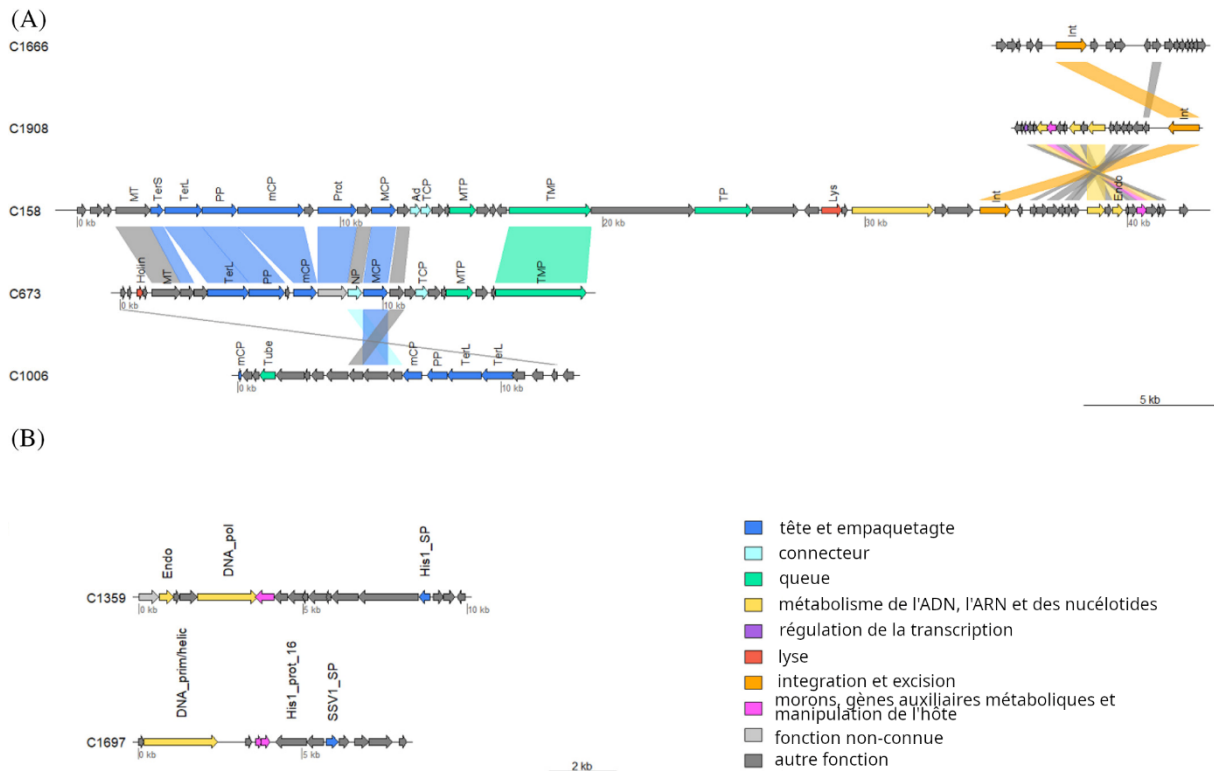 (A)
C1666
Int
C1908
Int
C158
MT TerS TerL PP mCP Prot MCP Ad TCP MTP TMP TP Lys Int Endo
0 kb 10 kb 20 kb 30 kb 40 kb
C673
Holin MT TerL PP mCP NP MCP TCP MTP TMP
0 kb 10 kb
C1006
mCP Tube mCP PP TerL TerL
0 kb 10 kb
5 kb
(B)
C1359
Endo DNA_pol His1_SP
0 kb 5 kb 10 kb
C1697
DNA_prim/helic His1_prot_16 SSV1_SP
0 kb 5 kb
2 kb
tête et empaquetagte
connecteur
queue
métabolisme de l'ADN, l'ARN et des nucélotides
régulation de la transcription
lyse
integration et excision
morons, gènes auxiliaires métaboliques et
manipulation de l'hôte
fonction non-connue
autre fonction